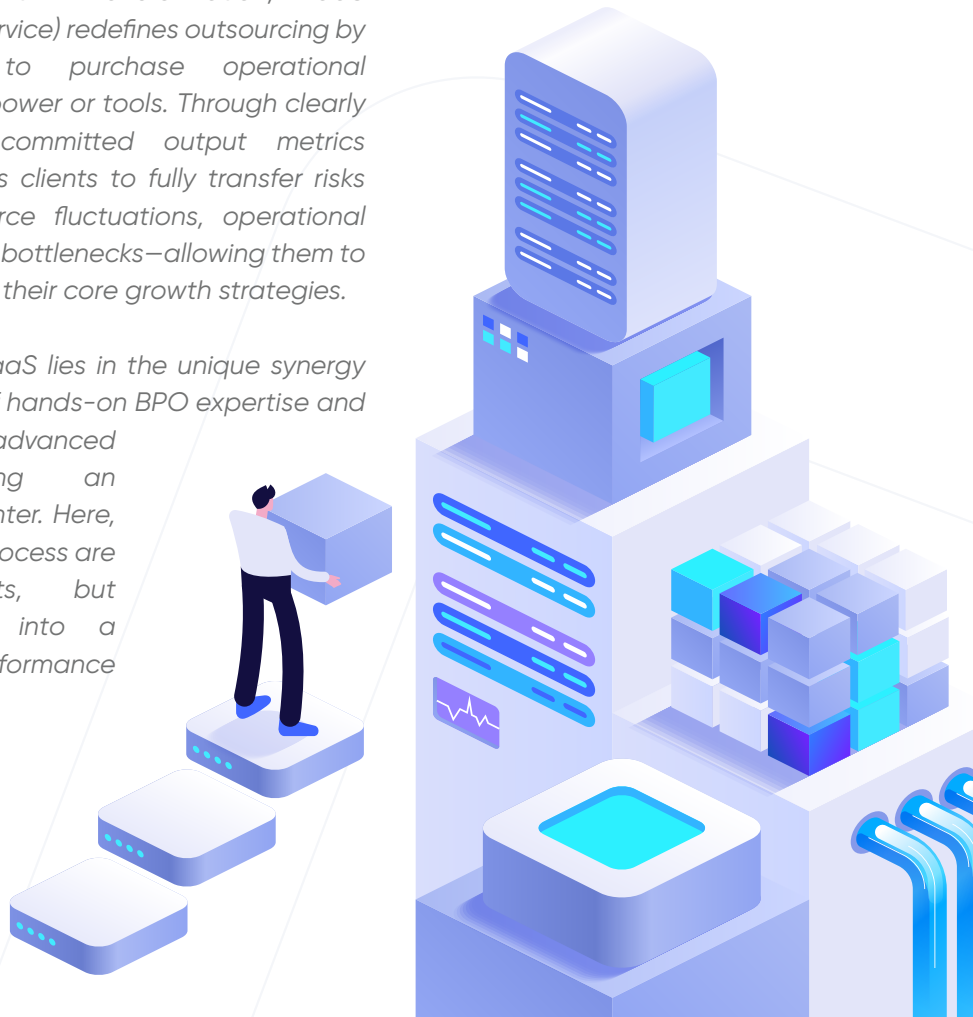 rvice) redefines outsourcing by
to purchase operational
power or tools. Through clearly
committed output metrics
s clients to fully transfer risks
rce fluctuations, operational
bottlenecks—allowing them to
their core growth strategies.
aaS lies in the unique synergy
f hands-on BPO expertise and
advanced
ng an
nter. Here,
rocess are
ts, but
into a
rformance